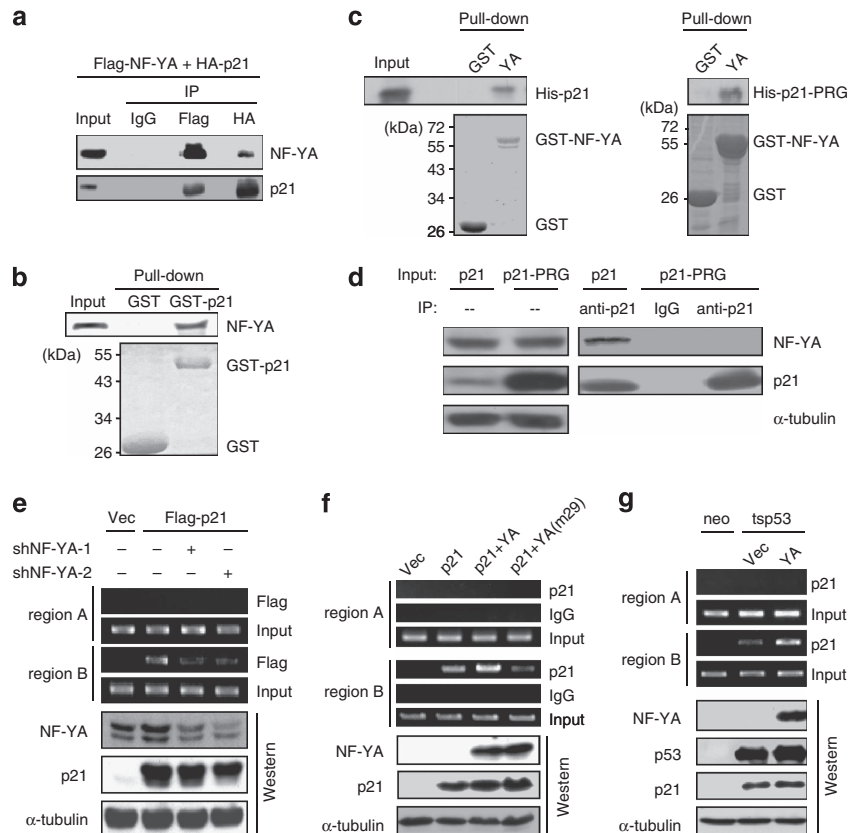 a
Flag-NF-YA + HA-p21
IP
Input IgG Flag HA
NF-YA
p21
b
Pull-down
Input GST GST-p21
NF-YA
(kDa)
55
43
34
26
GST-p21
GST
c
Pull-down
Input GST YA
His-p21
(kDa)
72
55
43
34
26
GST-NF-YA
GST
Pull-down
GST YA
His-p21-PRG
(kDa)
72
55
26
GST-NF-YA
GST
d
Input: p21 p21-PRG p21 p21-PRG
IP: -- -- anti-p21 IgG anti-p21
NF-YA
p21
α-tubulin
e
Vec Flag-p21
shNF-YA-1 – – + –
shNF-YA-2 – – – +
region A
Flag
Input
region B
Flag
Input
NF-YA
p21
α-tubulin
Western
f
Vec p21 p21+YA p21+YA(m29)
region A
p21
IgG
Input
region B
p21
IgG
Input
NF-YA
p21
α-tubulin
Western
g
neo tsp53
Vec YA
region A
p21
Input
region B
p21
Input
NF-YA
p53
p21
α-tubulin
Western